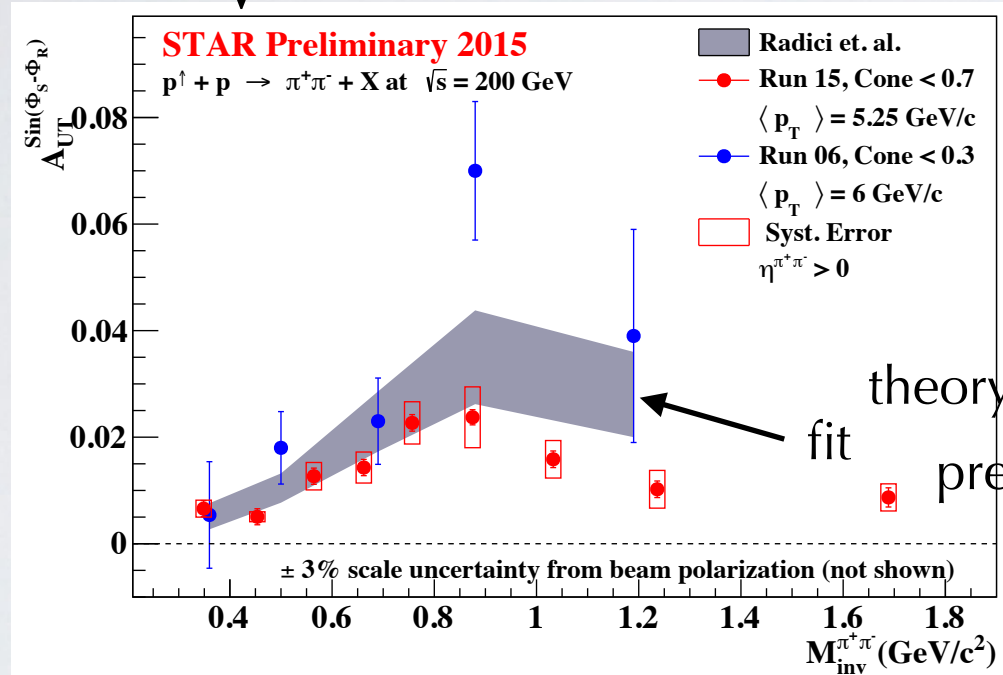 STAR Preliminary 2015
p↑ + p → π+π- + X at √s = 200 GeV
Radici et. al.
Run 15, Cone < 0.7
⟨ pT ⟩ = 5.25 GeV/c
Run 06, Cone < 0.3
⟨ pT ⟩ = 6 GeV/c
Syst. Error
η^π+π- > 0
A_UT^Sin(Φ_S-Φ_R)
0.08
0.06
0.04
0.02
0
theory
fit
pre
± 3% scale uncertainty from beam polarization (not shown)
0.4 0.6 0.8 1 1.2 1.4 1.6 1.8
M_inv^π+π- (GeV/c²)